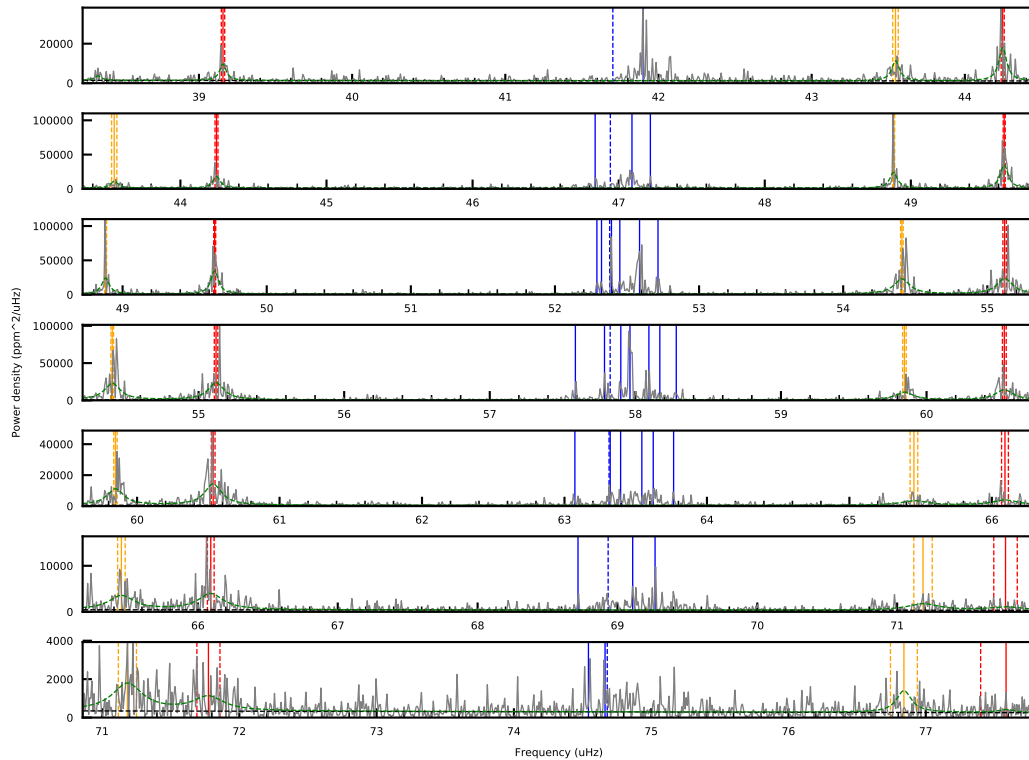 20000
0
39 40 41 42 43 44
100000
50000
0
44 45 46 47 48 49
100000
50000
0
49 50 51 52 53 54 55
100000
50000
0
55 56 57 58 59 60
Power density (ppm^2/uHz)
40000
20000
0
60 61 62 63 64 65 66
10000
0
66 67 68 69 70 71
4000
2000
0
71 72 73 74 75 76 77
Frequency (uHz)